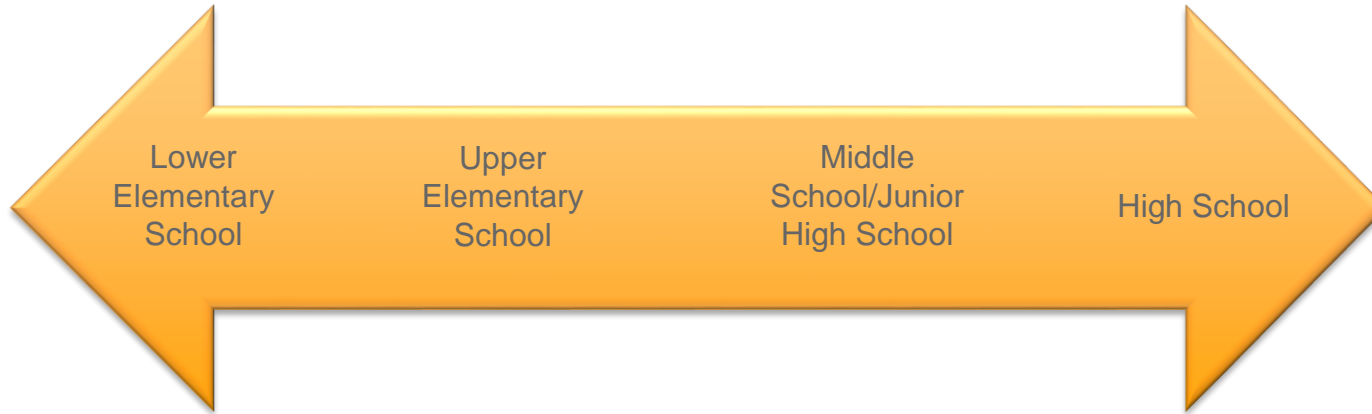 Lower
Elementary
School
Upper
Elementary
School
Middle
School/Junior
High School
High School